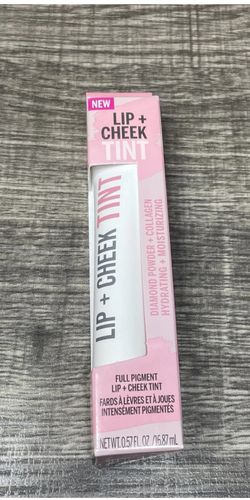 NEW
LIP +
CHEEK
TINT
LIP + CHEEK TINT
DIAMOND POWDER + COLLAGEN
HYDRATING + MOISTURIZING
FULL PIGMENT
LIP + CHEEK TINT
FARDS À LÈVRES ET À JOUES
INTENSÉMENT PIGMENTÉS
NET WT. 0.57 FL. OZ. / 16.87 mL